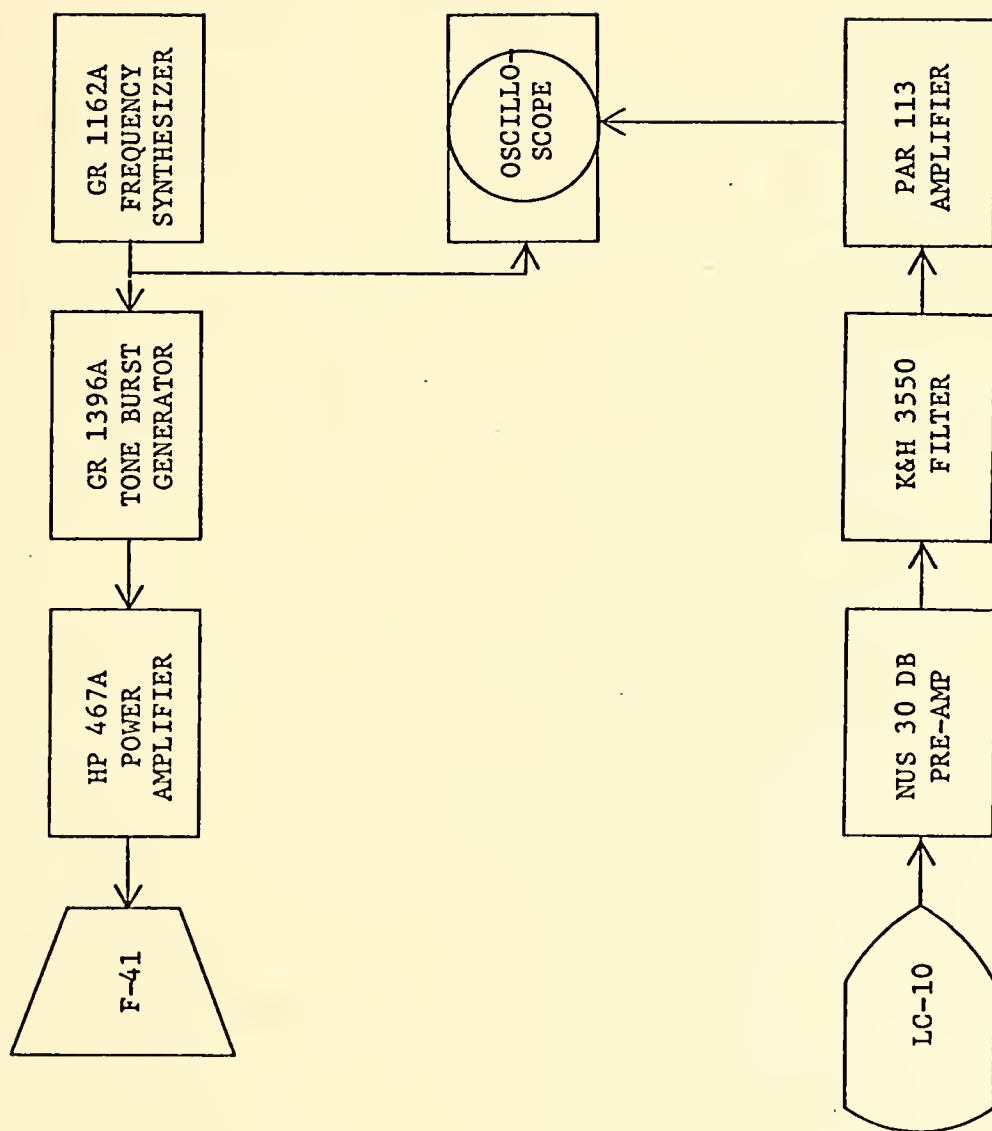 F-41
HP 467A
POWER
AMPLIFIER
GR 1396A
TONE BURST
GENERATOR
GR 1162A
FREQUENCY
SYNTHESIZER
OSCILLO-
SCOPE
LC-10
NUS 30 DB
PRE-AMP
K&H 3550
FILTER
PAR 113
AMPLIFIER